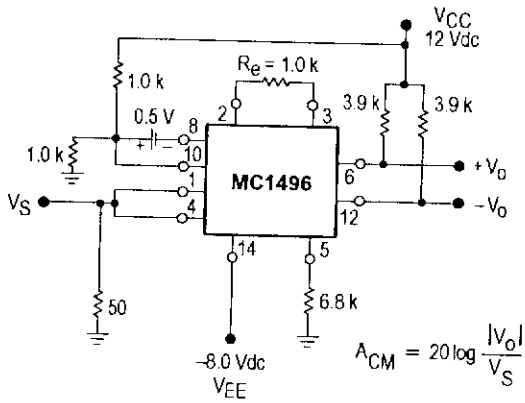 VCC
12 Vdc
Re = 1.0 k
1.0 k
3.9 k
3.9 k
0.5 V
2
3
+
−
8
1.0 k
10
MC1496
6
+Vo
1
VS
4
12
−Vo
14
5
50
6.8 k
−8.0 Vdc
VEE
ACM = 20 log |Vo| / VS